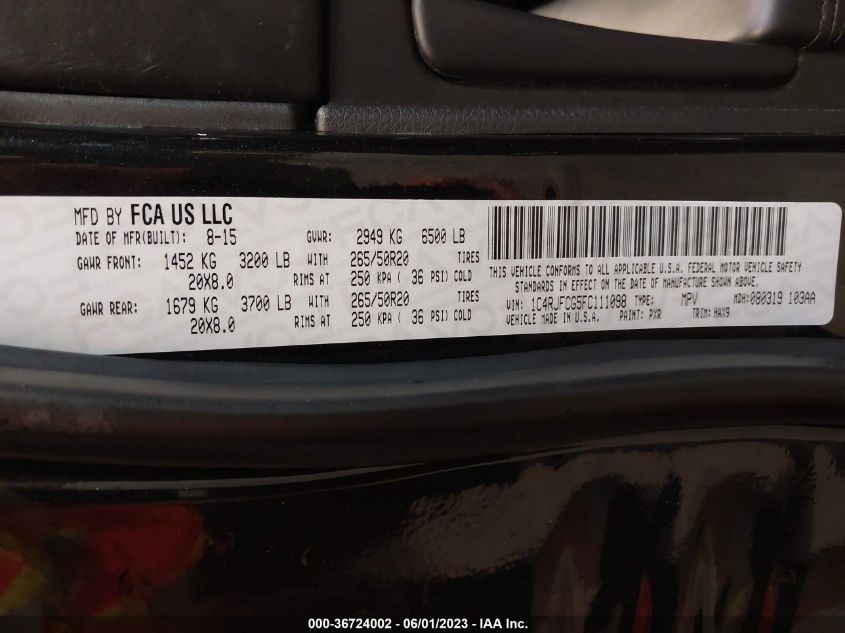 MFD BY FCA US LLC
DATE OF MFR(BUILT): 8-15 GVWR: 2949 KG 6500 LB
GAWR FRONT: 1452 KG 3200 LB WITH 265/50R20 TIRES
20X8.0 RIMS AT 250 KPA ( 36 PSI) COLD
GAWR REAR: 1679 KG 3700 LB WITH 265/50R20 TIRES
20X8.0 RIMS AT 250 KPA ( 36 PSI) COLD
THIS VEHICLE CONFORMS TO ALL APPLICABLE U.S.A. FEDERAL MOTOR VEHICLE SAFETY
STANDARDS IN EFFECT ON THE DATE OF MANUFACTURE SHOWN ABOVE.
VIN: 1C4RJFCG5FC111098 TYPE: MPV MDH: 080319 103AA
VEHICLE MADE IN U.S.A. PAINT: PXR TRIM: HAX9
000-36724002 - 06/01/2023 - IAA Inc.